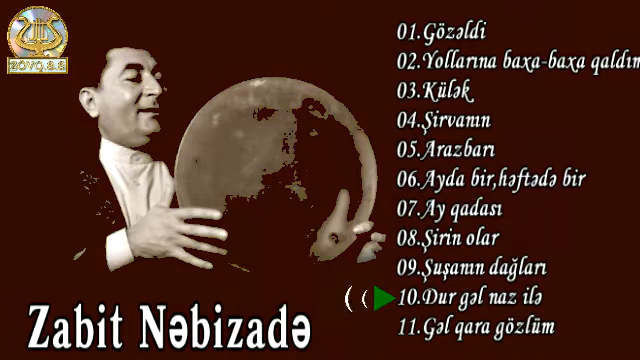 ZÖVQ.S.S
01.Gözəldi
02.Yollarına baxa-baxa qaldım
03.Külək
04.Şirvanın
05.Arazbarı
06.Ayda bir,həftədə bir
07.Ay qadası
08.Şirin olar
09.Şuşanın dağları
10.Dur gəl naz ilə
11.Gəl qara gözlüm
Zabit Nəbizadə